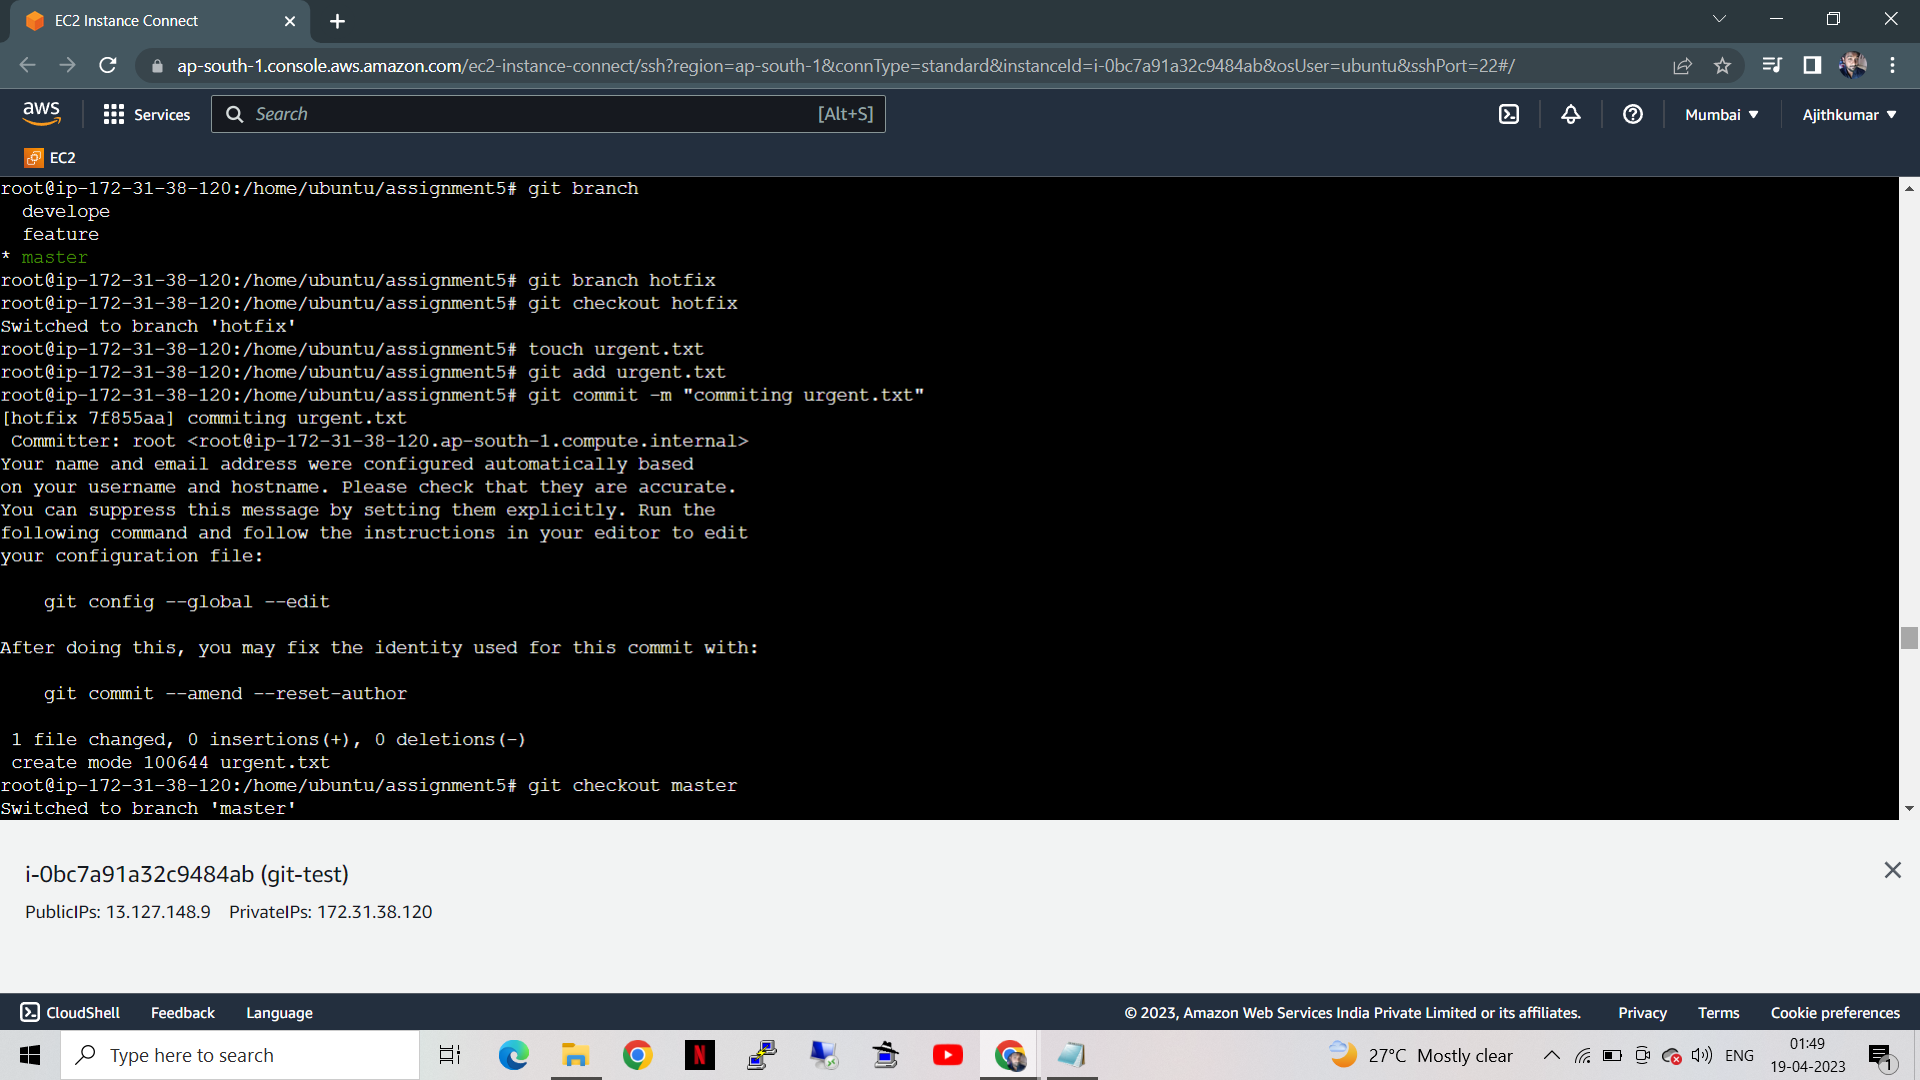 EC2 Instance Connect
ap-south-1.console.aws.amazon.com/ec2-instance-connect/ssh?region=ap-south-1&connType=standard&instanceId=i-0bc7a91a32c9484ab&osUser=ubuntu&sshPort=22#/
aws Services Search [Alt+S] Mumbai Ajithkumar
EC2
root@ip-172-31-38-120:/home/ubuntu/assignment5# git branch
  develope
  feature
* master
root@ip-172-31-38-120:/home/ubuntu/assignment5# git branch hotfix
root@ip-172-31-38-120:/home/ubuntu/assignment5# git checkout hotfix
Switched to branch 'hotfix'
root@ip-172-31-38-120:/home/ubuntu/assignment5# touch urgent.txt
root@ip-172-31-38-120:/home/ubuntu/assignment5# git add urgent.txt
root@ip-172-31-38-120:/home/ubuntu/assignment5# git commit -m "commiting urgent.txt"
[hotfix 7f855aa] commiting urgent.txt
 Committer: root <root@ip-172-31-38-120.ap-south-1.compute.internal>
Your name and email address were configured automatically based
on your username and hostname. Please check that they are accurate.
You can suppress this message by setting them explicitly. Run the
following command and follow the instructions in your editor to edit
your configuration file:
    git config --global --edit
After doing this, you may fix the identity used for this commit with:
    git commit --amend --reset-author
 1 file changed, 0 insertions(+), 0 deletions(-)
 create mode 100644 urgent.txt
root@ip-172-31-38-120:/home/ubuntu/assignment5# git checkout master
Switched to branch 'master'
i-0bc7a91a32c9484ab (git-test)
PublicIPs: 13.127.148.9 PrivateIPs: 172.31.38.120
CloudShell Feedback Language © 2023, Amazon Web Services India Private Limited or its affiliates. Privacy Terms Cookie preferences
Type here to search N 27°C Mostly clear ENG 01:49
19-04-2023 1